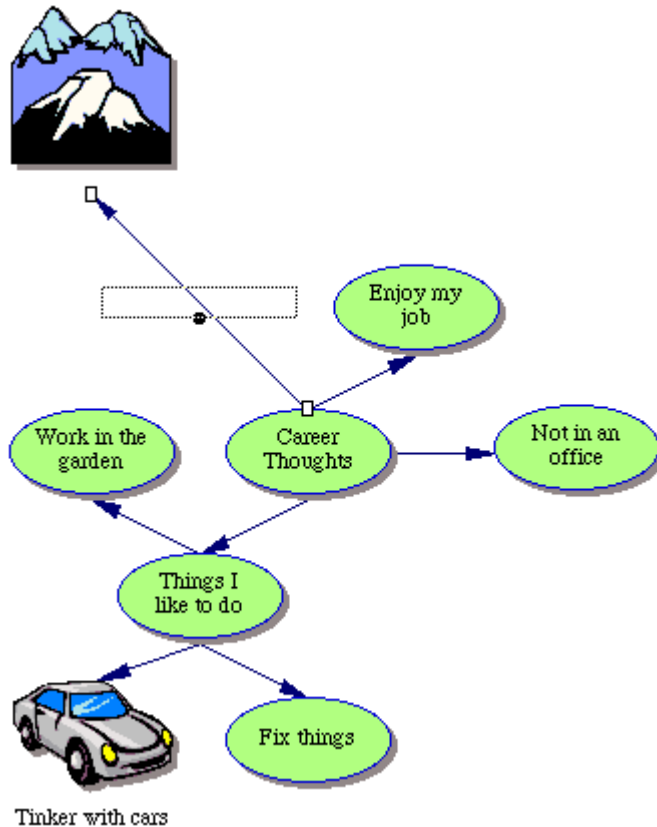 Enjoy my
job
Work in the
garden
Career
Thoughts
Not in an
office
Things I
like to do
Fix things
Tinker with cars